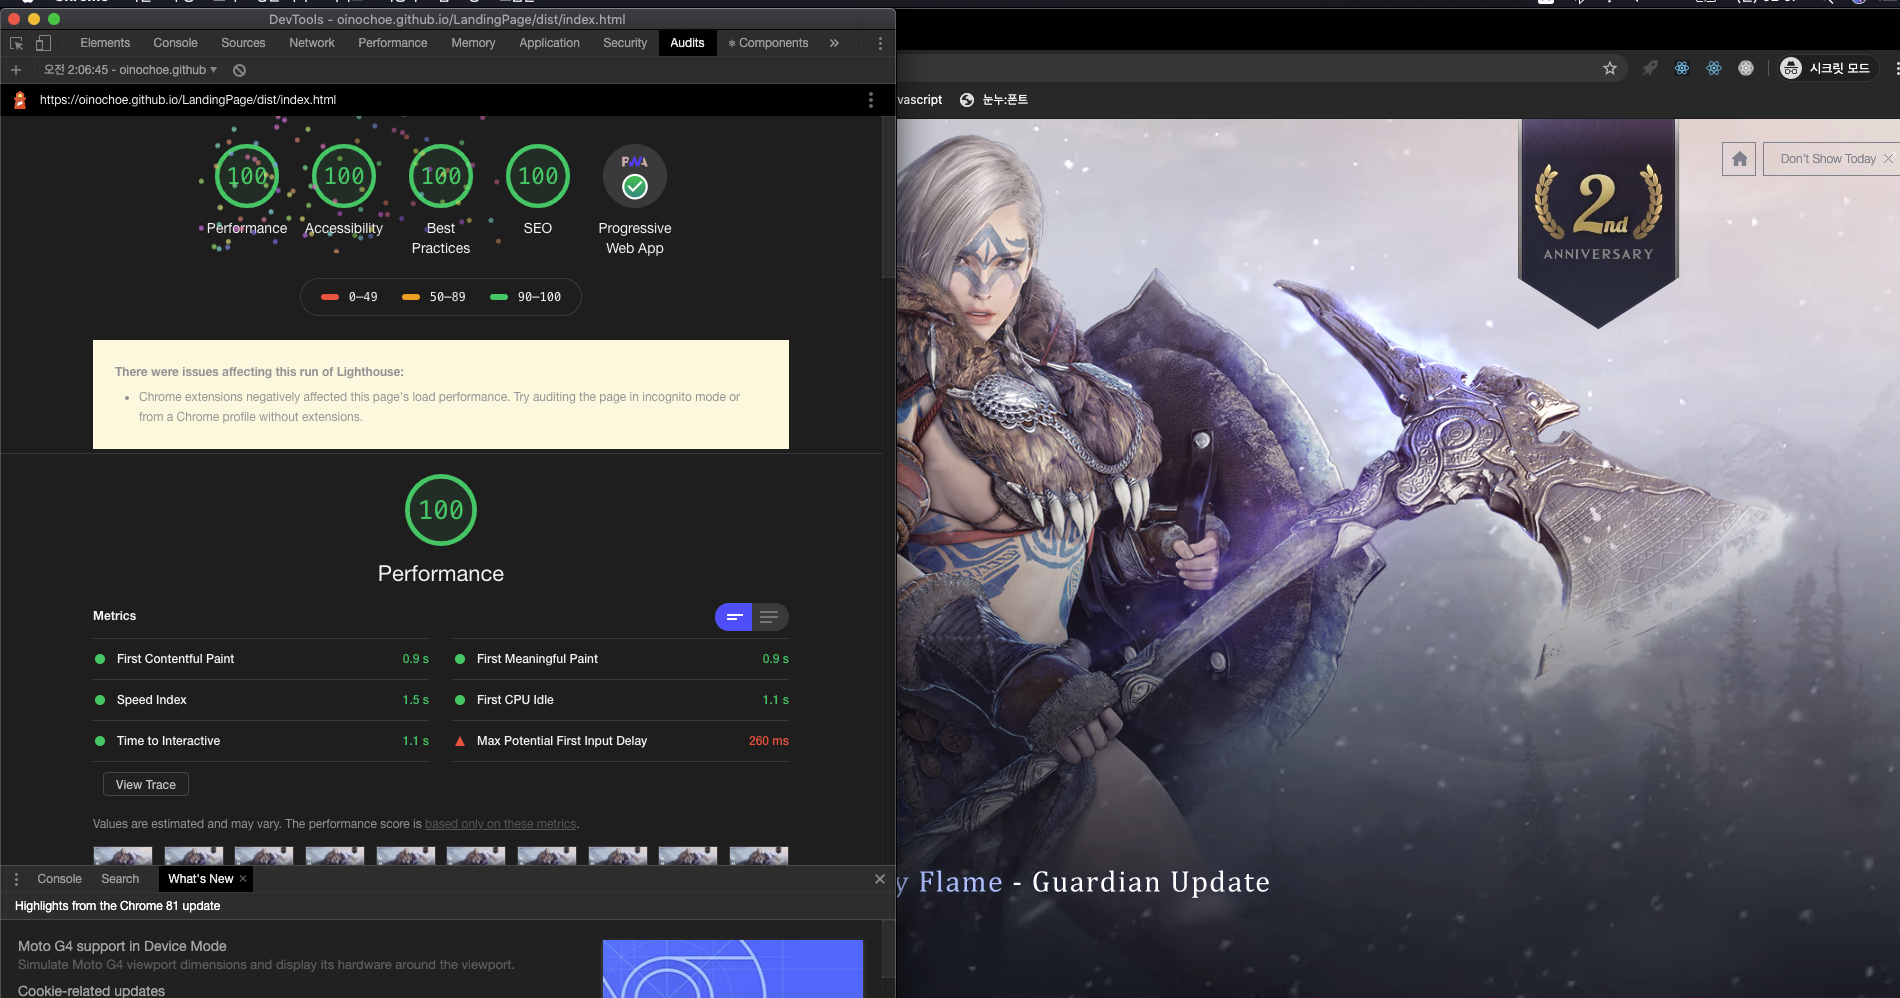 DevTools - oinochoe.github.io/LandingPage/dist/index.html
Elements Console Sources Network Performance Memory Application Security Audits Components
오전 2:06:45 - oinochoe.github
https://oinochoe.github.io/LandingPage/dist/index.html
100 100 100 100 PWA
Performance Accessibility Best Practices SEO Progressive Web App
0–49 50–89 90–100
There were issues affecting this run of Lighthouse:
Chrome extensions negatively affected this page's load performance. Try auditing the page in incognito mode or
from a Chrome profile without extensions.
100
Performance
Metrics
First Contentful Paint 0.9 s First Meaningful Paint 0.9 s
Speed Index 1.5 s First CPU Idle 1.1 s
Time to Interactive 1.1 s Max Potential First Input Delay 260 ms
View Trace
Values are estimated and may vary. The performance score is based only on these metrics.
Console Search What's New
Highlights from the Chrome 81 update
Moto G4 support in Device Mode
Simulate Moto G4 viewport dimensions and display its hardware around the viewport.
Cookie-related updates
시크릿 모드
vascript 눈누:폰트
Don't Show Today
2nd
ANNIVERSARY
y Flame - Guardian Update